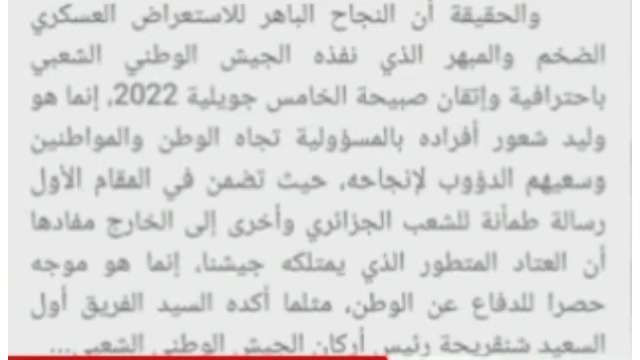 والحقيقة أن النجاح الباهر للاستعراض العسكري
الضخم والمبهر الذي نفذه الجيش الوطني الشعبي
باحترافية وإتقان صبيحة الخامس جويلية 2022، إنما هو
وليد شعور أفراده بالمسؤولية تجاه الوطن والمواطنين
وسعيهم الدؤوب لإنجاحه، حيث تضمن في المقام الأول
رسالة طمأنة للشعب الجزائري وأخرى إلى الخارج مفادها
أن العتاد المتطور الذي يمتلكه جيشنا، إنما هو موجه
حصرا للدفاع عن الوطن، مثلما أكده السيد الفريق أول
السعيد شنقريحة رئيس أركان الجيش الوطني الشعبي...